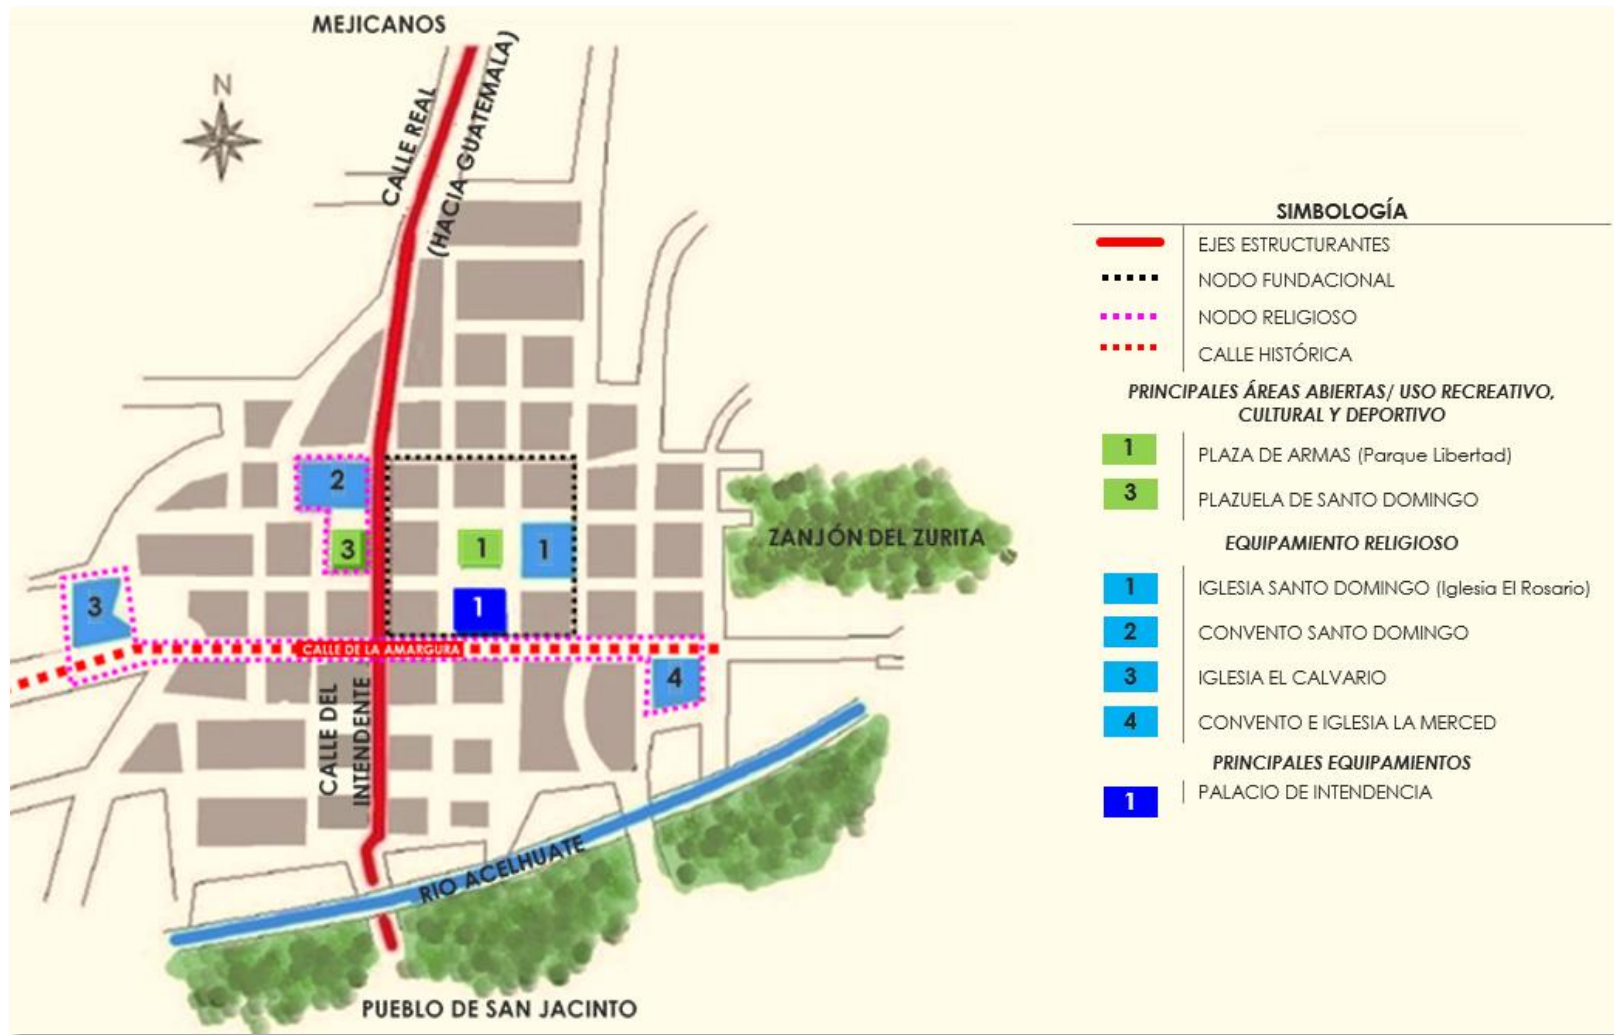 MEJICANOS
N
CALLE REAL
(HACIA GUATEMALA)
2
3
1
1
ZANJÓN DEL ZURITA
3
1
CALLE DE LA AMARGURA
4
CALLE DEL
INTENDENTE
RIO ACELHUATE
PUEBLO DE SAN JACINTO
SIMBOLOGÍA
EJES ESTRUCTURANTES
NODO FUNDACIONAL
NODO RELIGIOSO
CALLE HISTÓRICA
PRINCIPALES ÁREAS ABIERTAS/ USO RECREATIVO,
CULTURAL Y DEPORTIVO
1 PLAZA DE ARMAS (Parque Libertad)
3 PLAZUELA DE SANTO DOMINGO
EQUIPAMIENTO RELIGIOSO
1 IGLESIA SANTO DOMINGO (Iglesia El Rosario)
2 CONVENTO SANTO DOMINGO
3 IGLESIA EL CALVARIO
4 CONVENTO E IGLESIA LA MERCED
PRINCIPALES EQUIPAMIENTOS
1 PALACIO DE INTENDENCIA